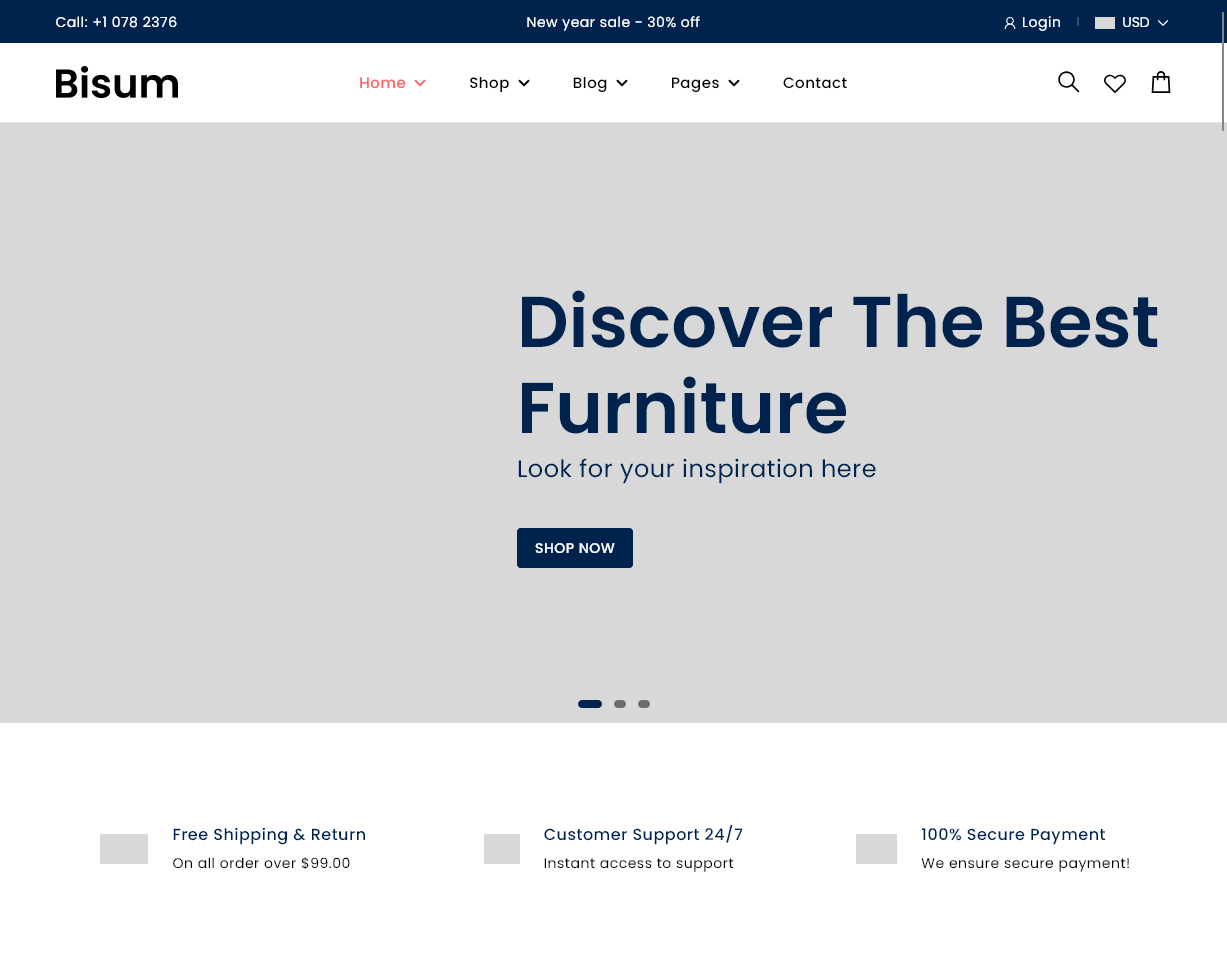 Call: +1 078 2376
New year sale - 30% off
Login
USD
Bisum
Home
Shop
Blog
Pages
Contact
Discover The Best
Furniture
Look for your inspiration here
SHOP NOW
Free Shipping & Return
On all order over $99.00
Customer Support 24/7
Instant access to support
100% Secure Payment
We ensure secure payment!